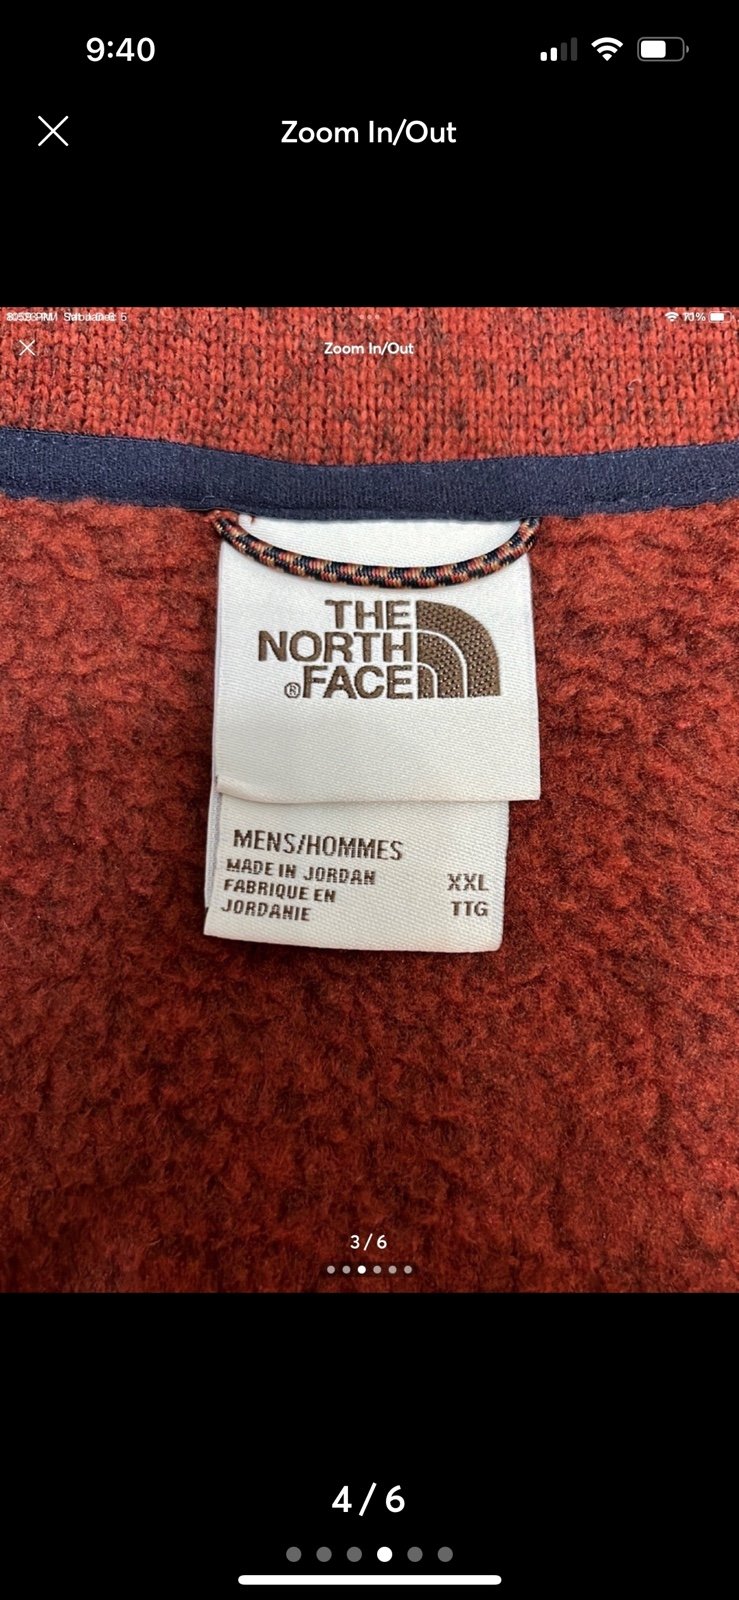 9:40
Zoom In/Out
Zoom In/Out
THE
NORTH
® FACE
MENS/HOMMES
MADE IN JORDAN
FABRIQUE EN
JORDANIE
XXL
TTG
3/6
4/6